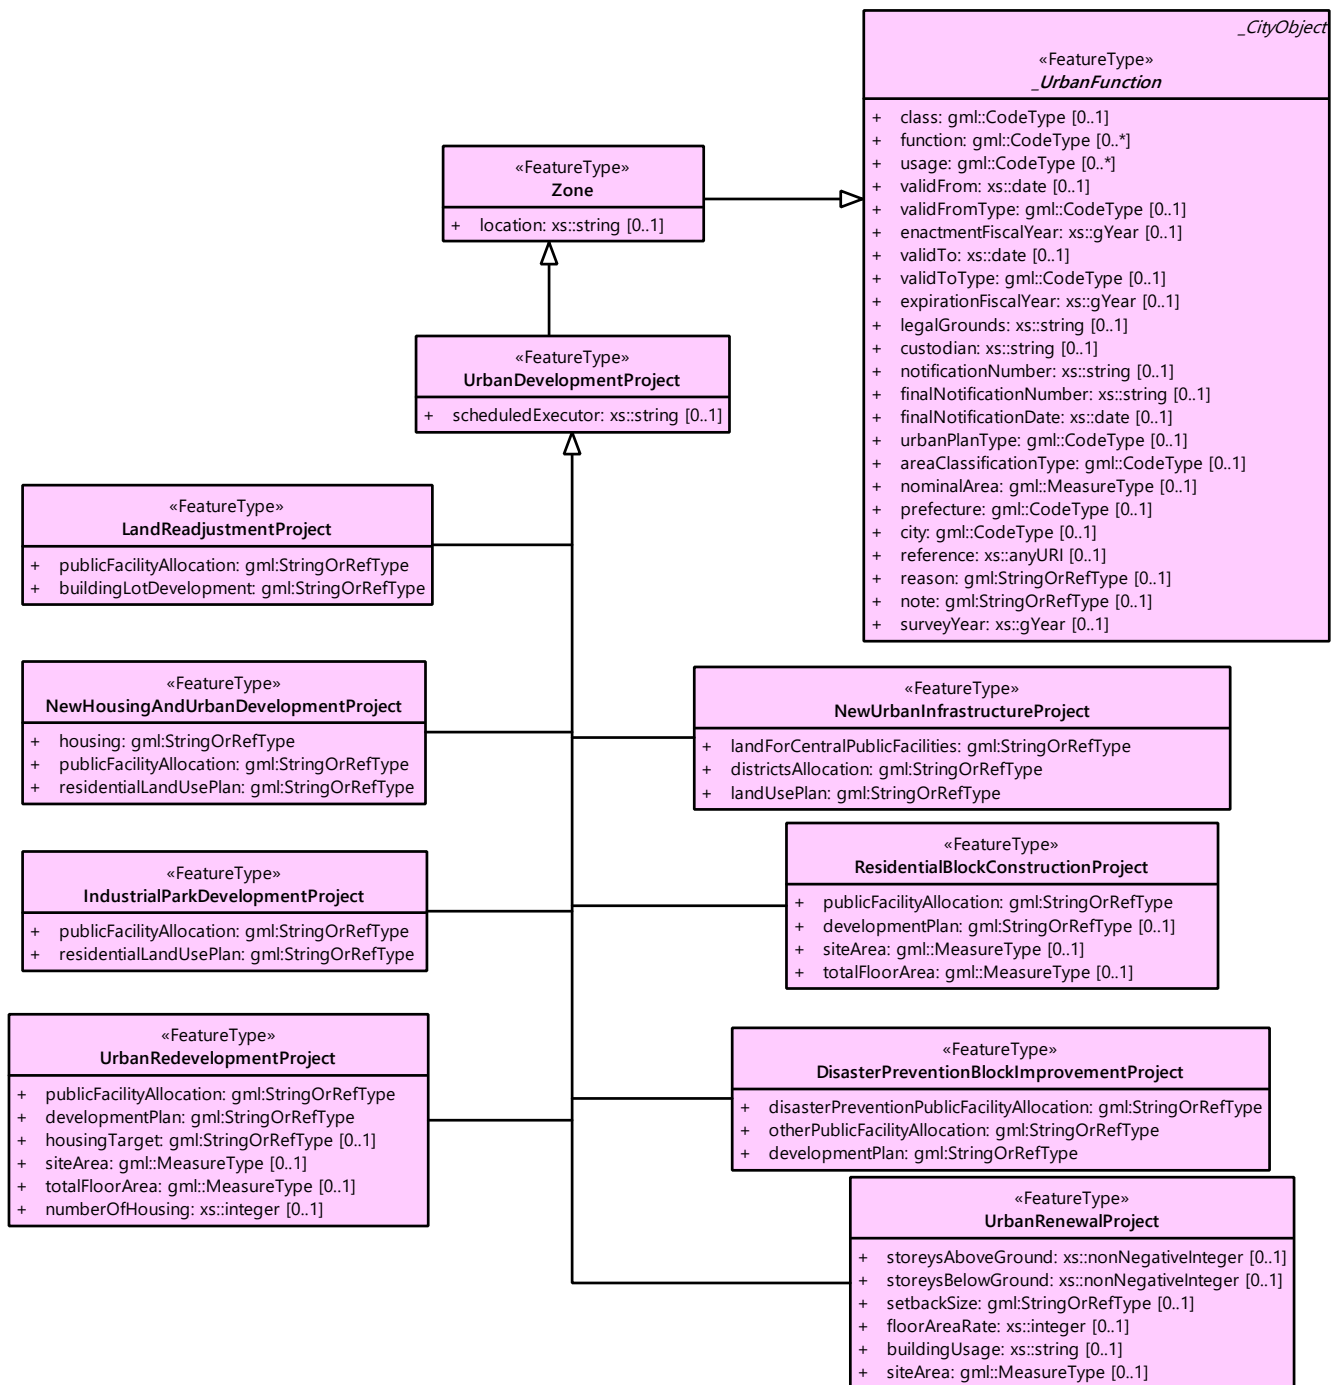 _CityObject
«FeatureType»
_UrbanFunction
+ class: gml::CodeType [0..1]
+ function: gml::CodeType [0..*]
+ usage: gml::CodeType [0..*]
+ validFrom: xs::date [0..1]
+ validFromType: gml::CodeType [0..1]
+ enactmentFiscalYear: xs::gYear [0..1]
+ validTo: xs::date [0..1]
+ validToType: gml::CodeType [0..1]
+ expirationFiscalYear: xs::gYear [0..1]
+ legalGrounds: xs::string [0..1]
+ custodian: xs::string [0..1]
+ notificationNumber: xs::string [0..1]
+ finalNotificationNumber: xs::string [0..1]
+ finalNotificationDate: xs::date [0..1]
+ urbanPlanType: gml::CodeType [0..1]
+ areaClassificationType: gml::CodeType [0..1]
+ nominalArea: gml::MeasureType [0..1]
+ prefecture: gml::CodeType [0..1]
+ city: gml::CodeType [0..1]
+ reference: xs::anyURI [0..1]
+ reason: gml:StringOrRefType [0..1]
+ note: gml:StringOrRefType [0..1]
+ surveyYear: xs::gYear [0..1]
«FeatureType»
Zone
+ location: xs::string [0..1]
«FeatureType»
UrbanDevelopmentProject
+ scheduledExecutor: xs::string [0..1]
«FeatureType»
LandReadjustmentProject
+ publicFacilityAllocation: gml:StringOrRefType
+ buildingLotDevelopment: gml:StringOrRefType
«FeatureType»
NewHousingAndUrbanDevelopmentProject
+ housing: gml:StringOrRefType
+ publicFacilityAllocation: gml:StringOrRefType
+ residentialLandUsePlan: gml:StringOrRefType
«FeatureType»
NewUrbanInfrastructureProject
+ landForCentralPublicFacilities: gml:StringOrRefType
+ districtsAllocation: gml:StringOrRefType
+ landUsePlan: gml:StringOrRefType
«FeatureType»
IndustrialParkDevelopmentProject
+ publicFacilityAllocation: gml:StringOrRefType
+ residentialLandUsePlan: gml:StringOrRefType
«FeatureType»
ResidentialBlockConstructionProject
+ publicFacilityAllocation: gml:StringOrRefType
+ developmentPlan: gml:StringOrRefType [0..1]
+ siteArea: gml::MeasureType [0..1]
+ totalFloorArea: gml::MeasureType [0..1]
«FeatureType»
UrbanRedevelopmentProject
+ publicFacilityAllocation: gml:StringOrRefType
+ developmentPlan: gml:StringOrRefType
+ housingTarget: gml:StringOrRefType [0..1]
+ siteArea: gml::MeasureType [0..1]
+ totalFloorArea: gml::MeasureType [0..1]
+ numberOfHousing: xs::integer [0..1]
«FeatureType»
DisasterPreventionBlockImprovementProject
+ disasterPreventionPublicFacilityAllocation: gml:StringOrRefType
+ otherPublicFacilityAllocation: gml:StringOrRefType
+ developmentPlan: gml:StringOrRefType
«FeatureType»
UrbanRenewalProject
+ storeysAboveGround: xs::nonNegativeInteger [0..1]
+ storeysBelowGround: xs::nonNegativeInteger [0..1]
+ setbackSize: gml:StringOrRefType [0..1]
+ floorAreaRate: xs::integer [0..1]
+ buildingUsage: xs::string [0..1]
+ siteArea: gml::MeasureType [0..1]